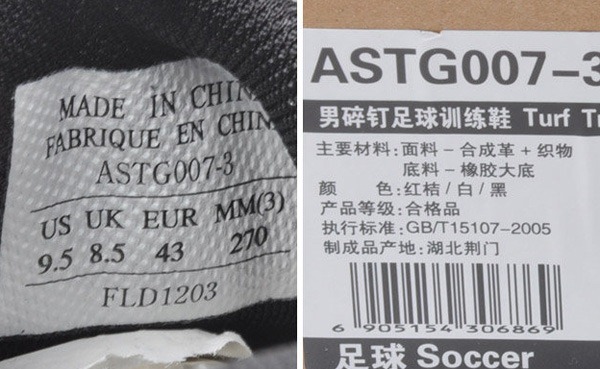 MADE IN CHIN
FABRIQUE EN CHIN
ASTG007-3
US UK EUR MM(3)
9.5 8.5 43 270
FLD1203
ASTG007-3
男碎钉足球训练鞋 Turf Tr
主要材料:面料-合成革+织物
底料-橡胶大底
颜 色:红桔/白/黑
产品等级:合格品
执行标准:GB/T15107-2005
制成品产地:湖北荆门
6 905154 306869
足球 Soccer